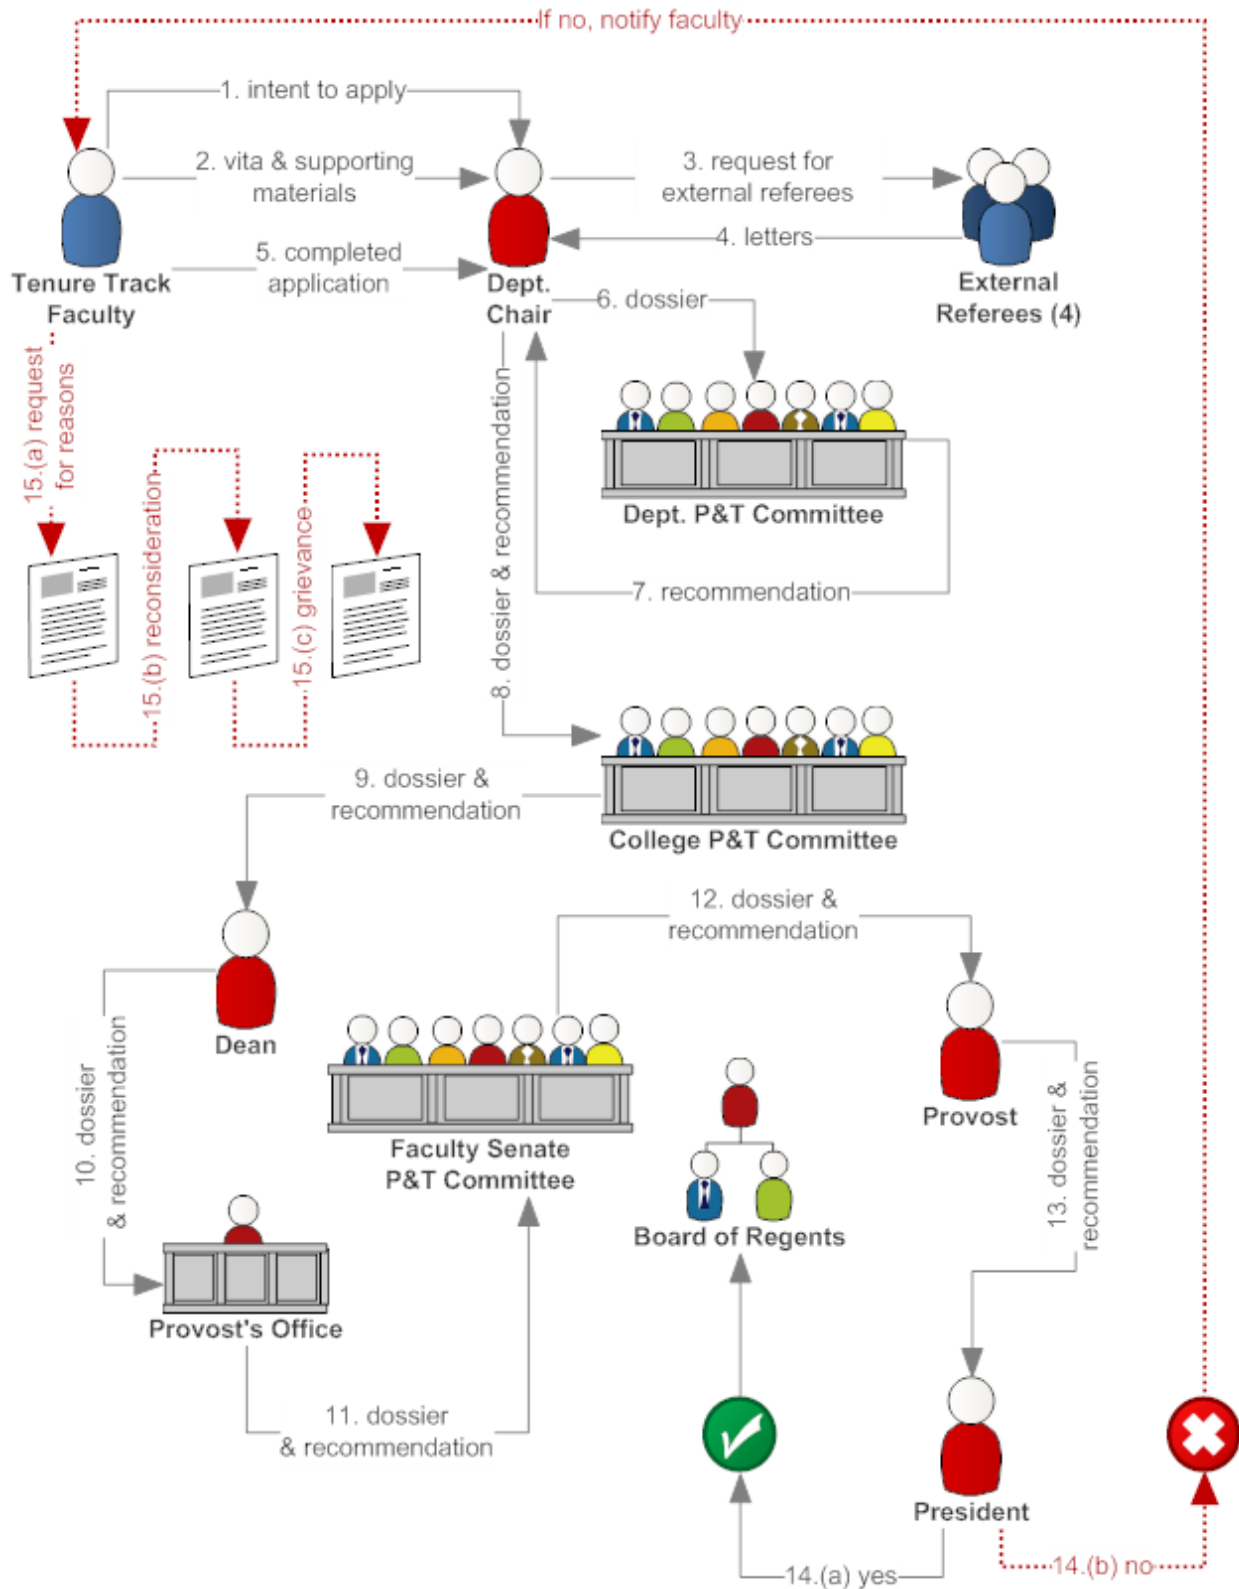 If no, notify faculty
1. intent to apply
2. vita & supporting
materials
3. request for
external referees
4. letters
5. completed
application
Tenure Track
Faculty
Dept.
Chair
External
Referees (4)
6. dossier
15.(a) request
for reasons
15.(b) reconsideration
15.(c) grievance
8. dossier & recommendation
Dept. P&T Committee
7. recommendation
9. dossier &
recommendation
College P&T Committee
12. dossier &
recommendation
Dean
10. dossier
& recommendation
Faculty Senate
P&T Committee
Provost
13. dossier &
recommendation
Board of Regents
Provost's Office
11. dossier
& recommendation
President
14.(a) yes
14.(b) no